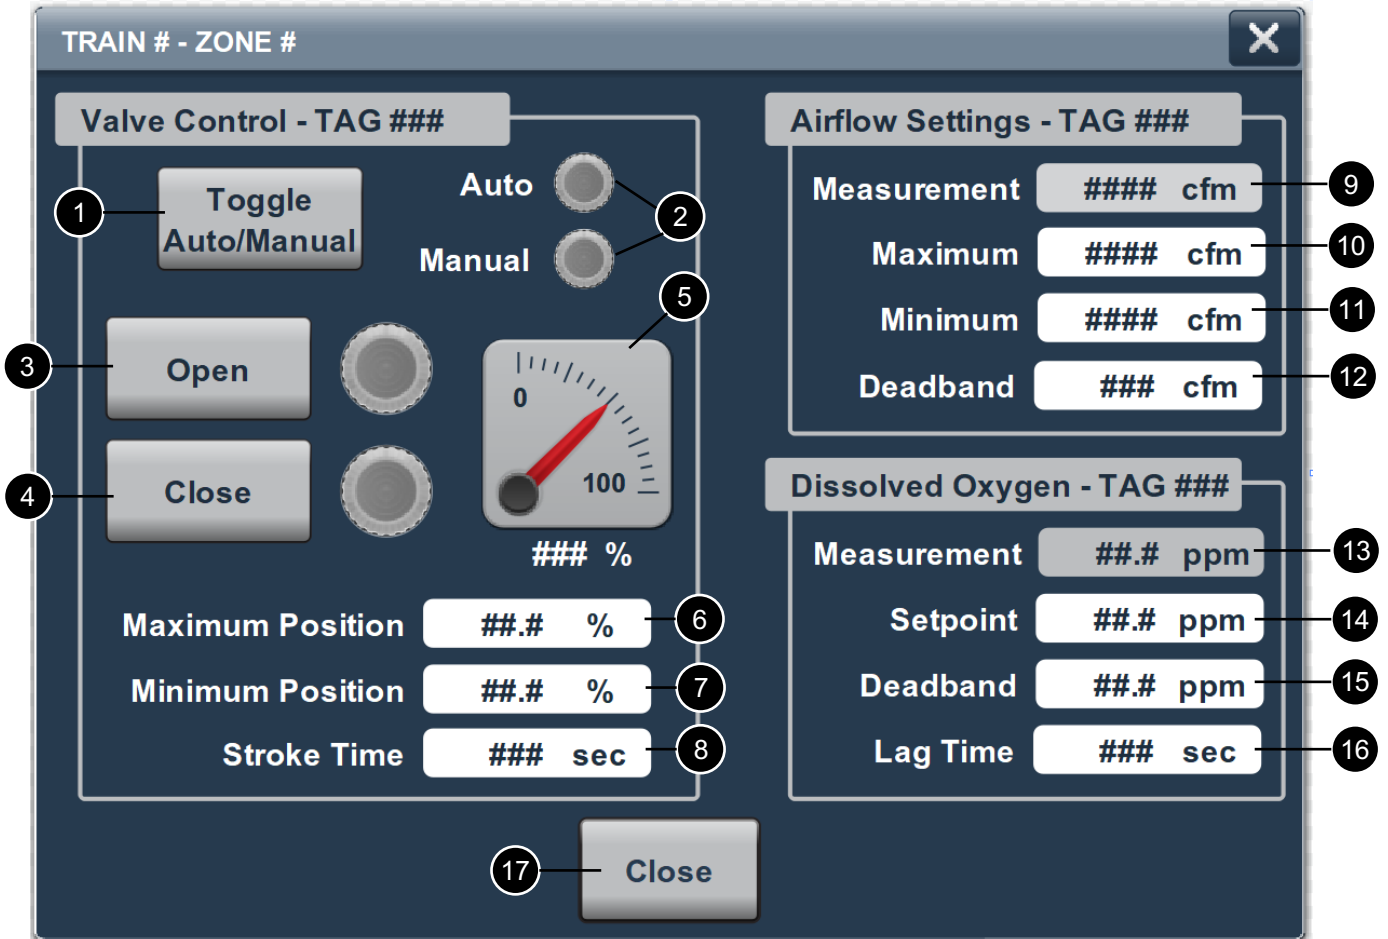 TRAIN # - ZONE #
Valve Control - TAG ###
Toggle
Auto/Manual
1
Auto
Manual
2
Open
3
Close
4
5
0
100
### %
Maximum Position ##.# % 6
Minimum Position ##.# % 7
Stroke Time ### sec 8
Airflow Settings - TAG ###
Measurement #### cfm 9
Maximum #### cfm 10
Minimum #### cfm 11
Deadband ### cfm 12
Dissolved Oxygen - TAG ###
Measurement ##.# ppm 13
Setpoint ##.# ppm 14
Deadband ##.# ppm 15
Lag Time ### sec 16
17
Close